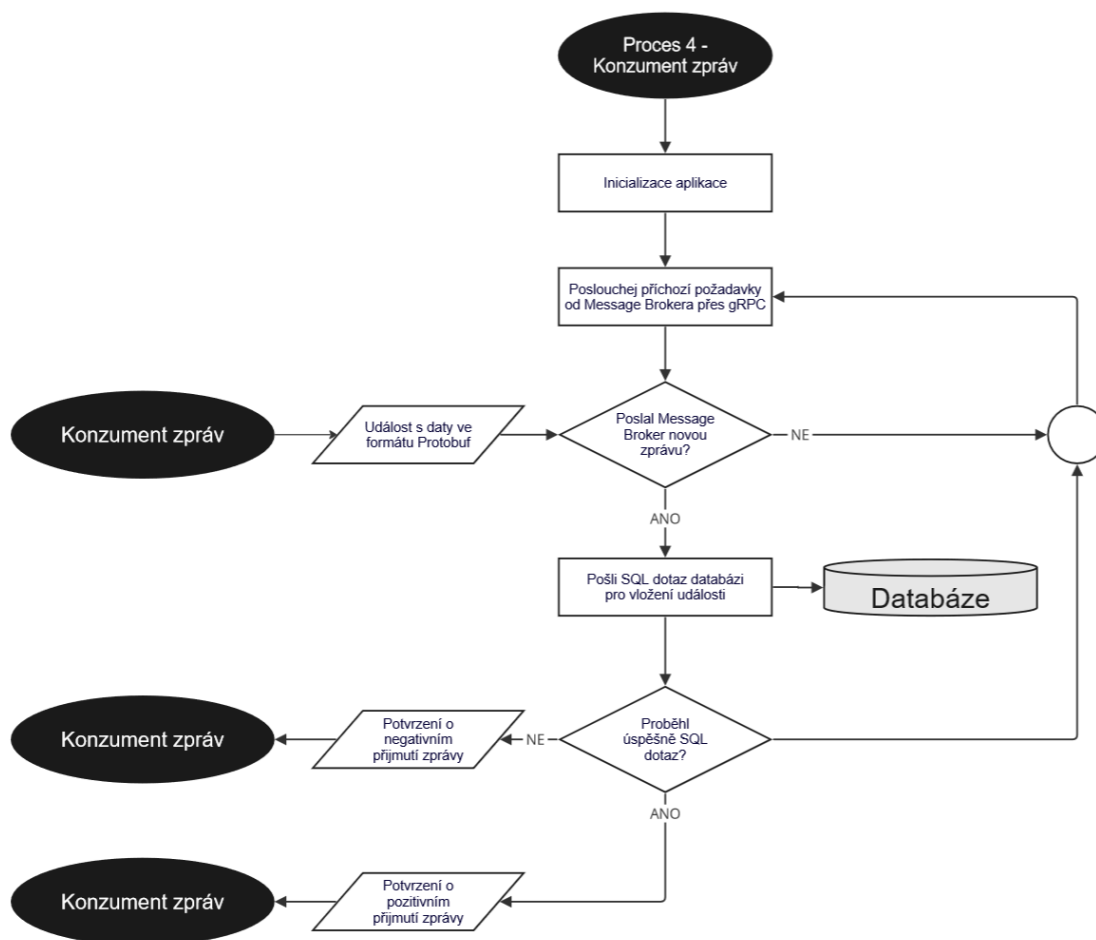 Proces 4 -
Konzument zpráv
Inicializace aplikace
Poslouchej příchozí požadavky
od Message Brokera přes gRPC
Konzument zpráv
Událost s daty ve
formátu Protobuf
Poslal Message
Broker novou
zprávu?
NE
ANO
Pošli SQL dotaz databázi
pro vložení události
Databáze
Konzument zpráv
Potvrzení o
negativním
přijmutí zprávy
NE
Proběhl
úspěšně SQL
dotaz?
ANO
Konzument zpráv
Potvrzení o
pozitivním
přijmutí zprávy